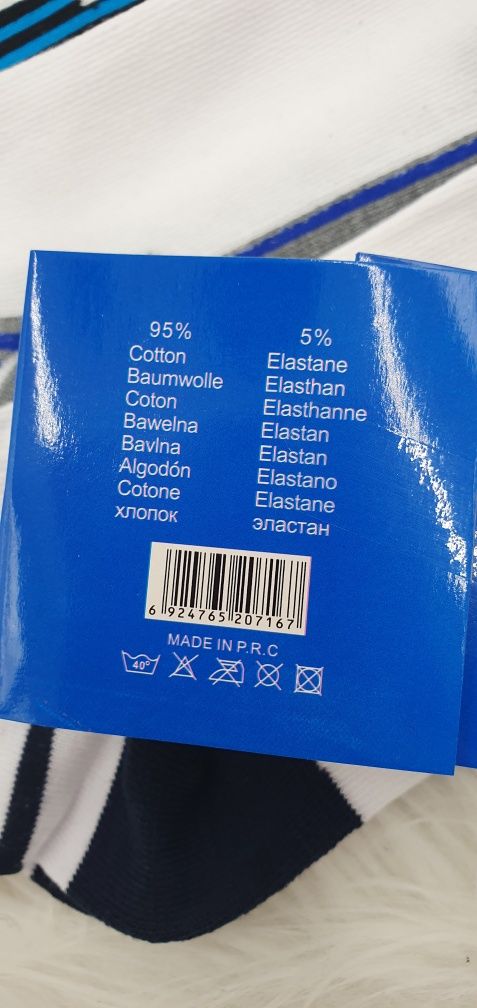 95%
Cotton
Baumwolle
Coton
Bawelna
Bavlna
Algodón
Cotone
хлопок
5%
Elastane
Elasthan
Elasthanne
Elastan
Elastan
Elastano
Elastane
эластан
6 924765 207167
MADE IN P.R.C
40°